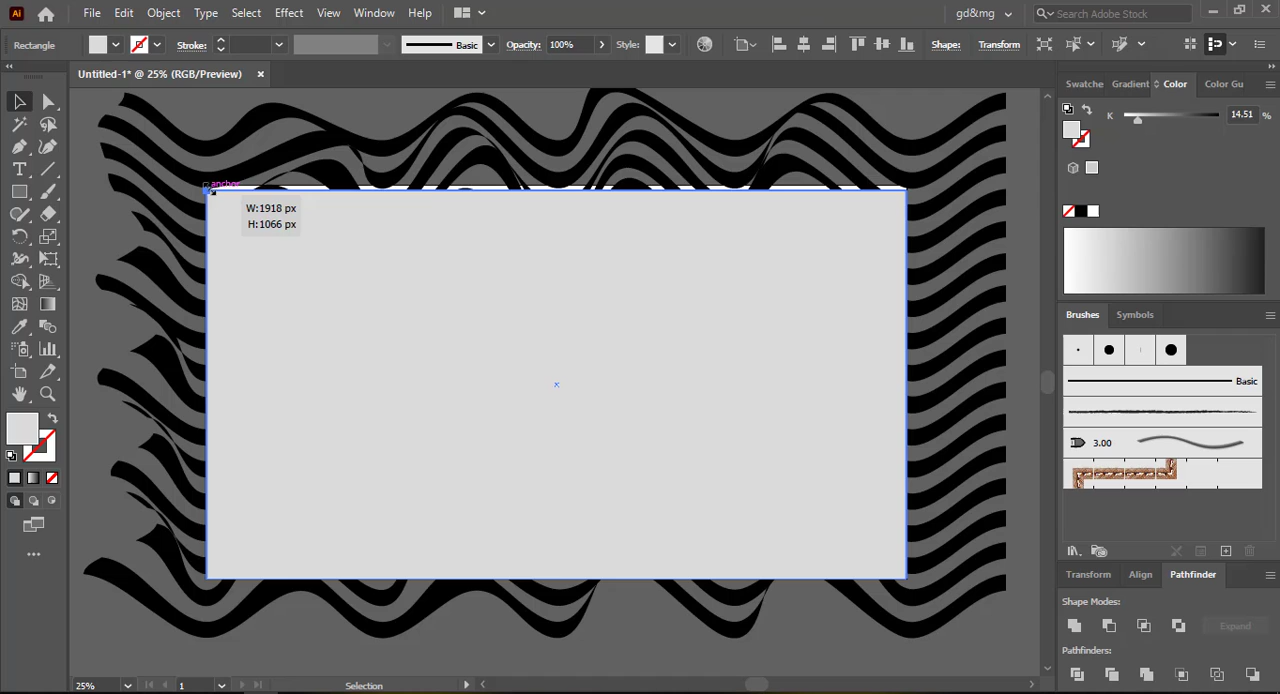 Ai File Edit Object Type Select Effect View Window Help gd&mg Search Adobe Stock
Rectangle Stroke: Basic Opacity: 100% Style: Shape: Transform
Untitled-1* @ 25% (RGB/Preview) ×
Swatche Gradient Color Color Gu
K 14.51 %
anchor
W:1918 px
H:1066 px
Brushes Symbols
Basic
3.00
Transform Align Pathfinder
Shape Modes:
Expand
Pathfinders:
25% 1 Selection